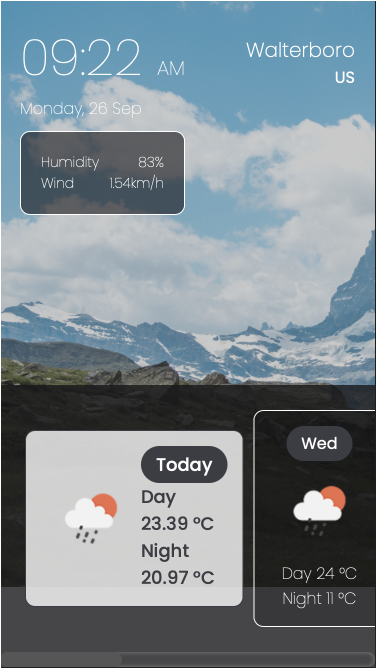 09:22 AM
Walterboro
US
Monday, 26 Sep
Humidity 83%
Wind 1.54km/h
Today
Day
23.39 °C
Night
20.97 °C
Wed
Day 24 °C
Night 11 °C